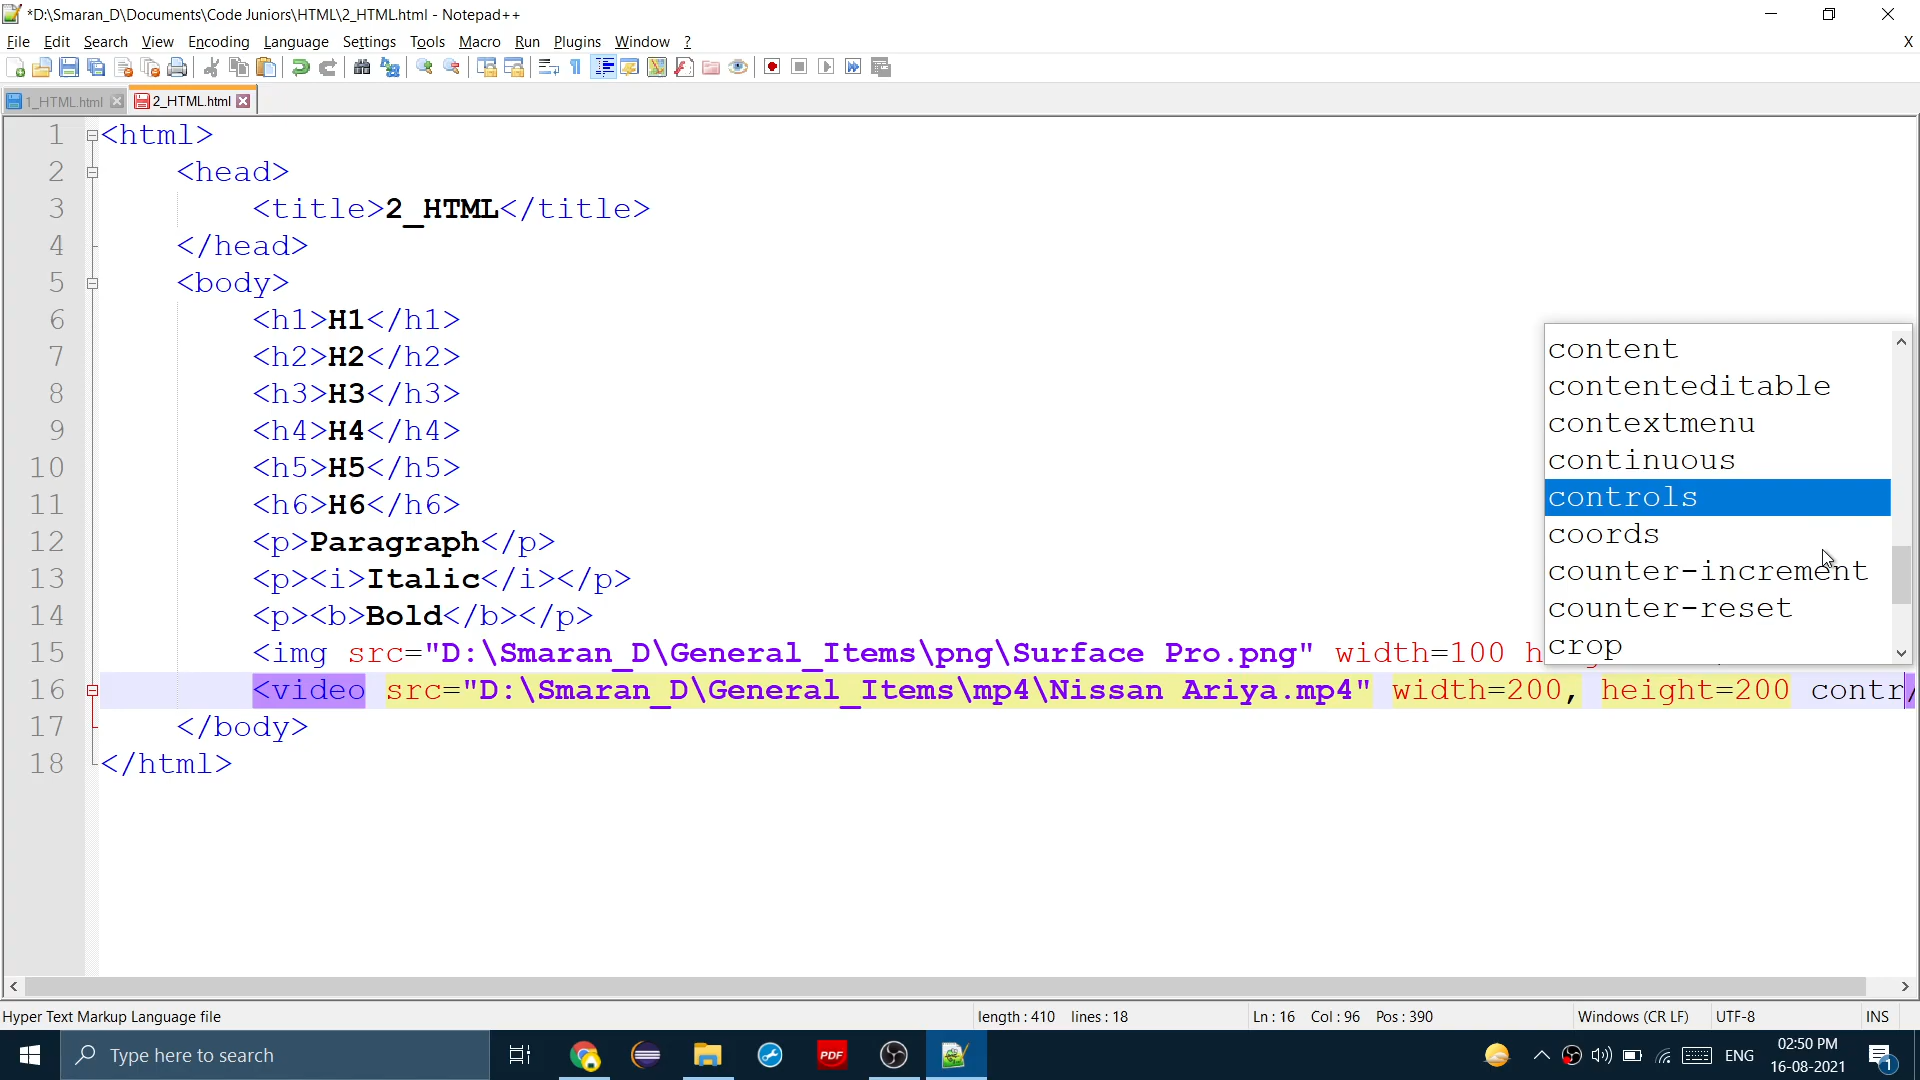 *D:\Smaran_D\Documents\Code Juniors\HTML\2_HTML.html - Notepad++
File Edit Search View Encoding Language Settings Tools Macro Run Plugins Window ? X
1_HTML.html 2_HTML.html
1 <html>
2 <head>
3 <title>2_HTML</title>
4 </head>
5 <body>
6 <h1>H1</h1>
7 <h2>H2</h2>
8 <h3>H3</h3>
9 <h4>H4</h4>
10 <h5>H5</h5>
11 <h6>H6</h6>
12 <p>Paragraph</p>
13 <p><i>Italic</i></p>
14 <p><b>Bold</b></p>
15 <img src="D:\Smaran_D\General_Items\png\Surface Pro.png" width=100 h
16 <video src="D:\Smaran_D\General_Items\mp4\Nissan Ariya.mp4" width=200, height=200 contr/
17 </body>
18 </html>
content
contenteditable
contextmenu
continuous
controls
coords
counter-increment
counter-reset
crop
Hyper Text Markup Language file length : 410 lines : 18 Ln : 16 Col : 96 Pos : 390 Windows (CR LF) UTF-8 INS
Type here to search PDF ENG 02:50 PM
16-08-2021 1